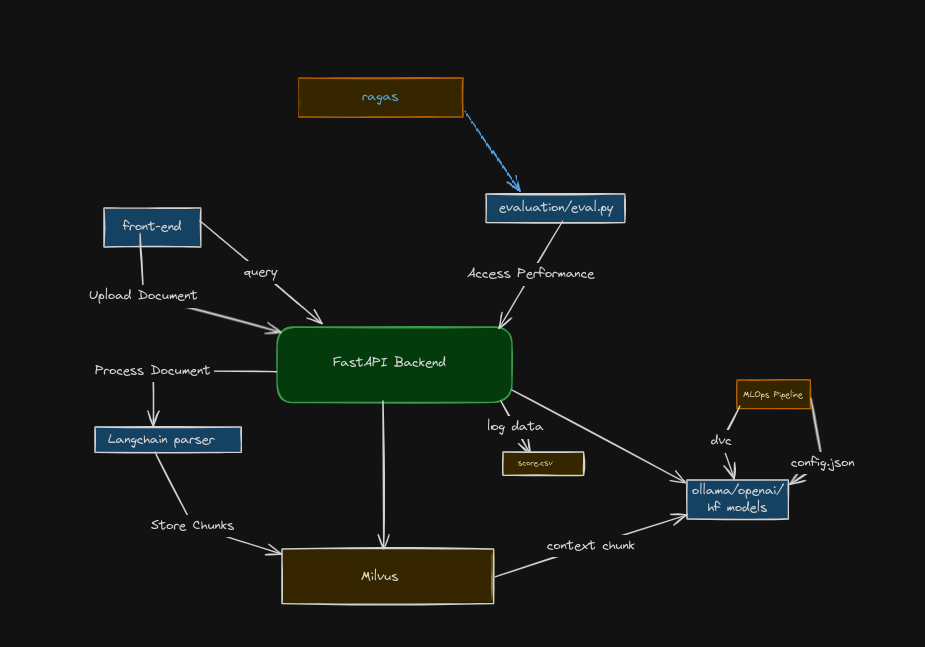 ragas
evaluation/eval.py
front-end
query
Access Performance
Upload Document
FastAPI Backend
Process Document
MLOps Pipeline
log data
dvc
Langchain parser
score.csv
config.json
ollama/openai/
hf models
Store Chunks
context chunk
Milvus